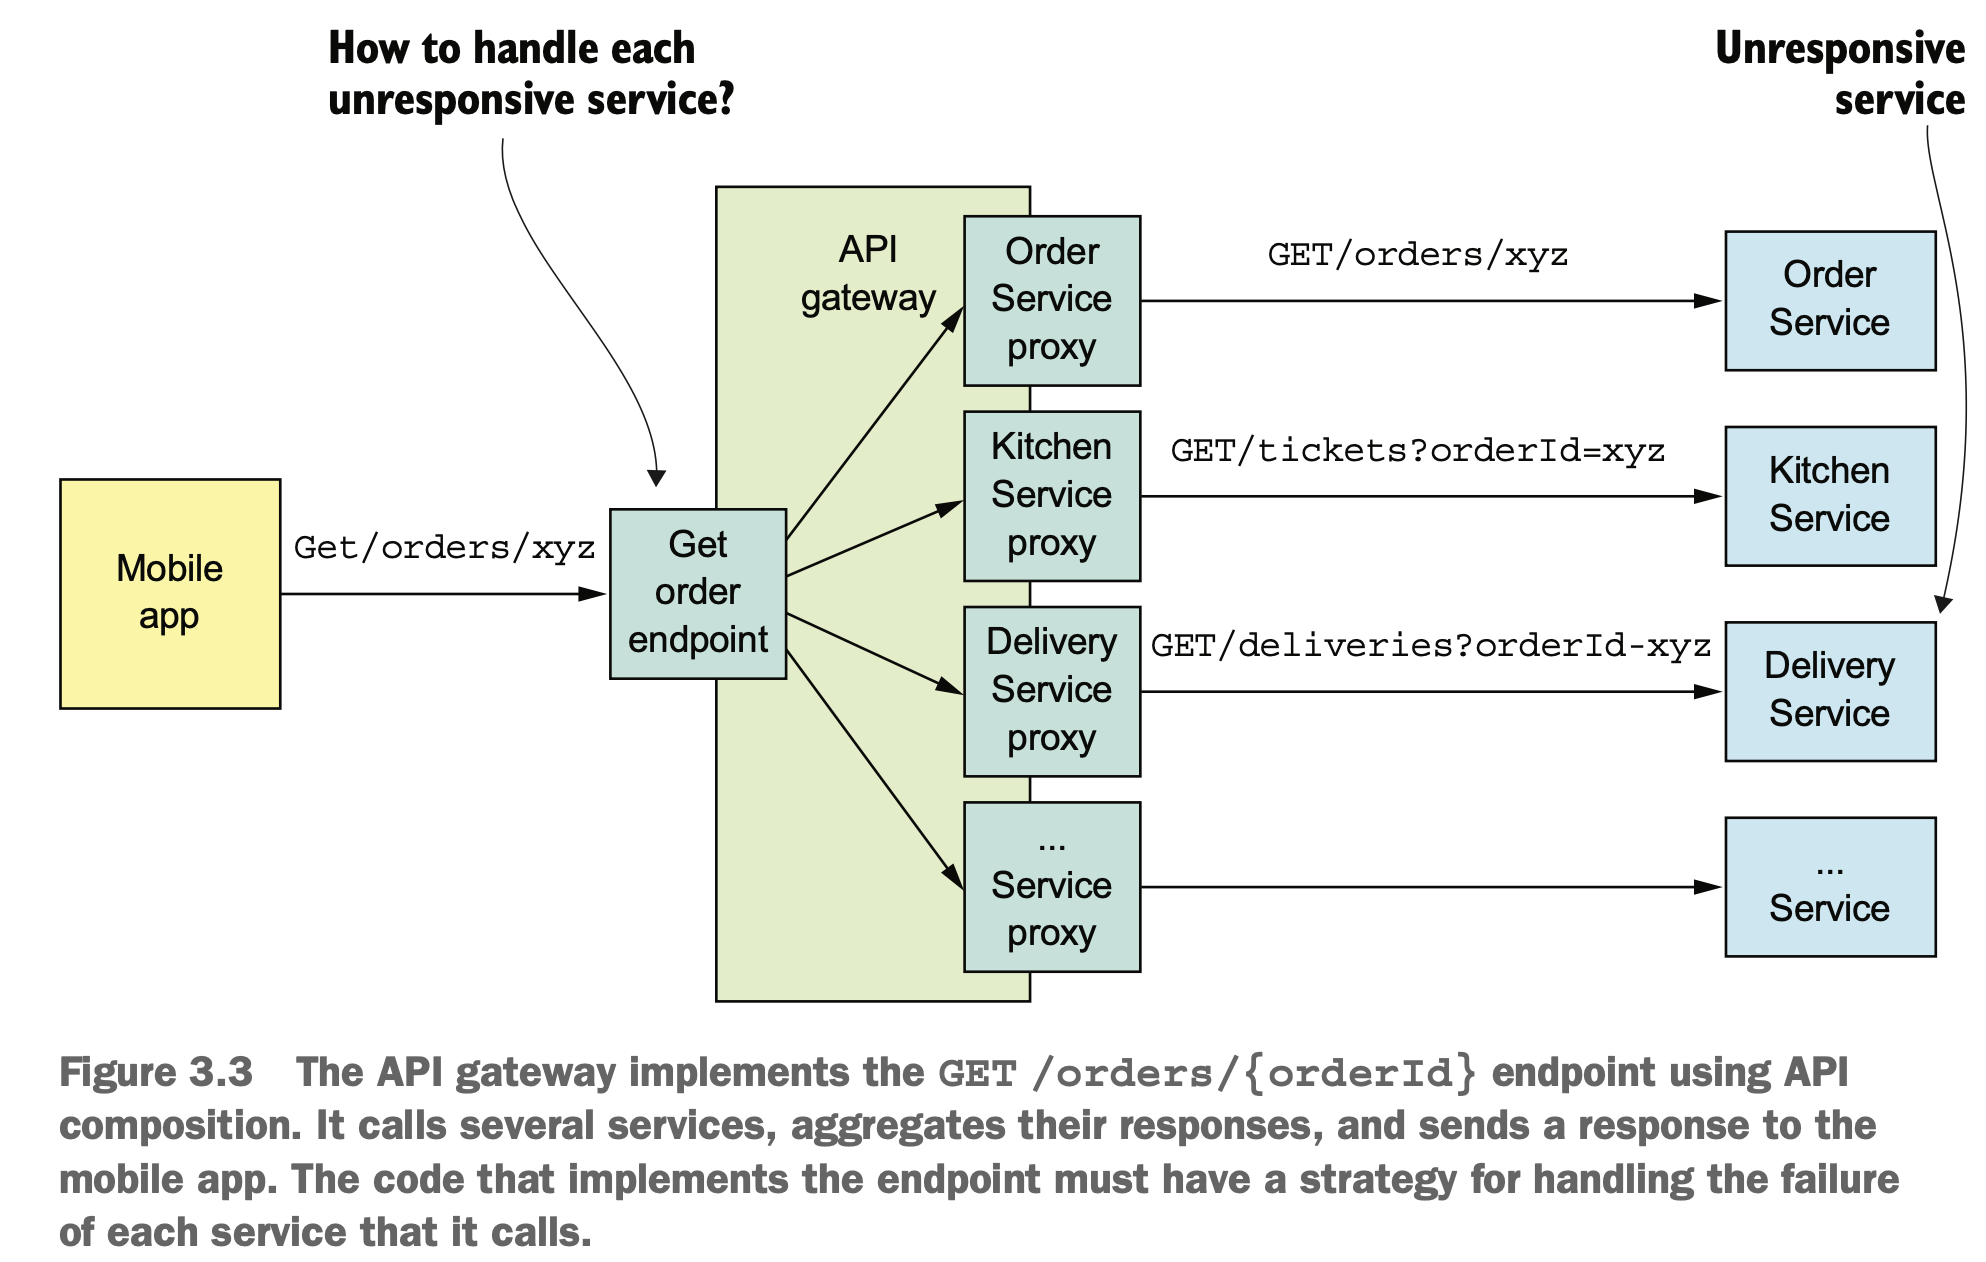 How to handle each
unresponsive service?
Unresponsive
service
API
gateway
Order
Service
proxy
GET/orders/xyz
Order
Service
Kitchen
Service
proxy
GET/tickets?orderId=xyz
Kitchen
Service
Mobile
app
Get/orders/xyz
Get
order
endpoint
Delivery
Service
proxy
GET/deliveries?orderId-xyz
Delivery
Service
...
Service
proxy
...
Service
Figure 3.3 The API gateway implements the GET /orders/{orderId} endpoint using API
composition. It calls several services, aggregates their responses, and sends a response to the
mobile app. The code that implements the endpoint must have a strategy for handling the failure
of each service that it calls.